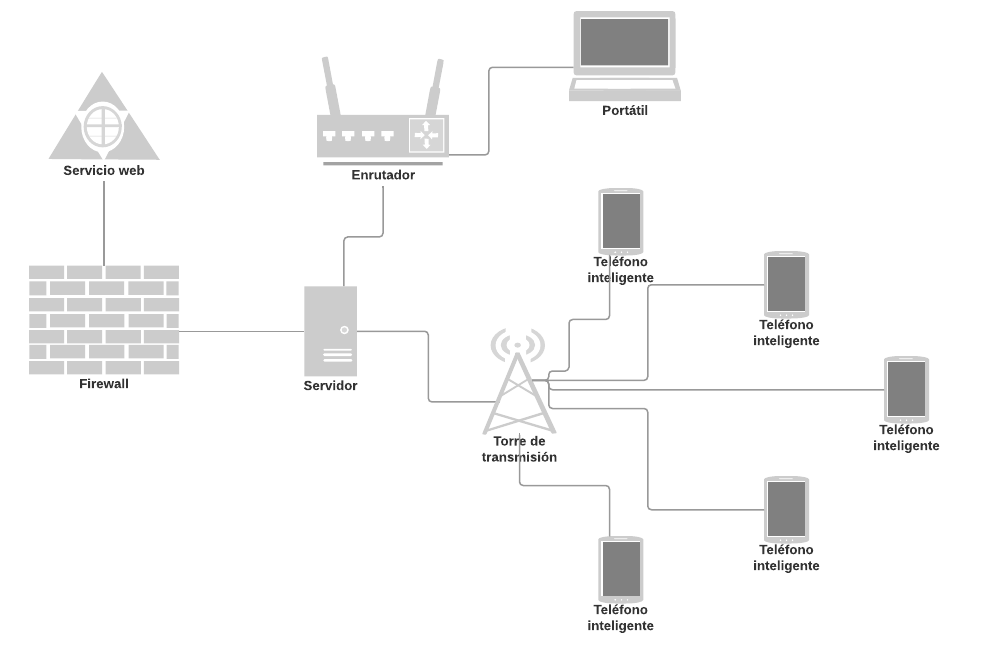 Portátil
Servicio web
Enrutador
Teléfono
inteligente
Teléfono
inteligente
Firewall
Servidor
Teléfono
inteligente
Torre de
transmisión
Teléfono
inteligente
Teléfono
inteligente